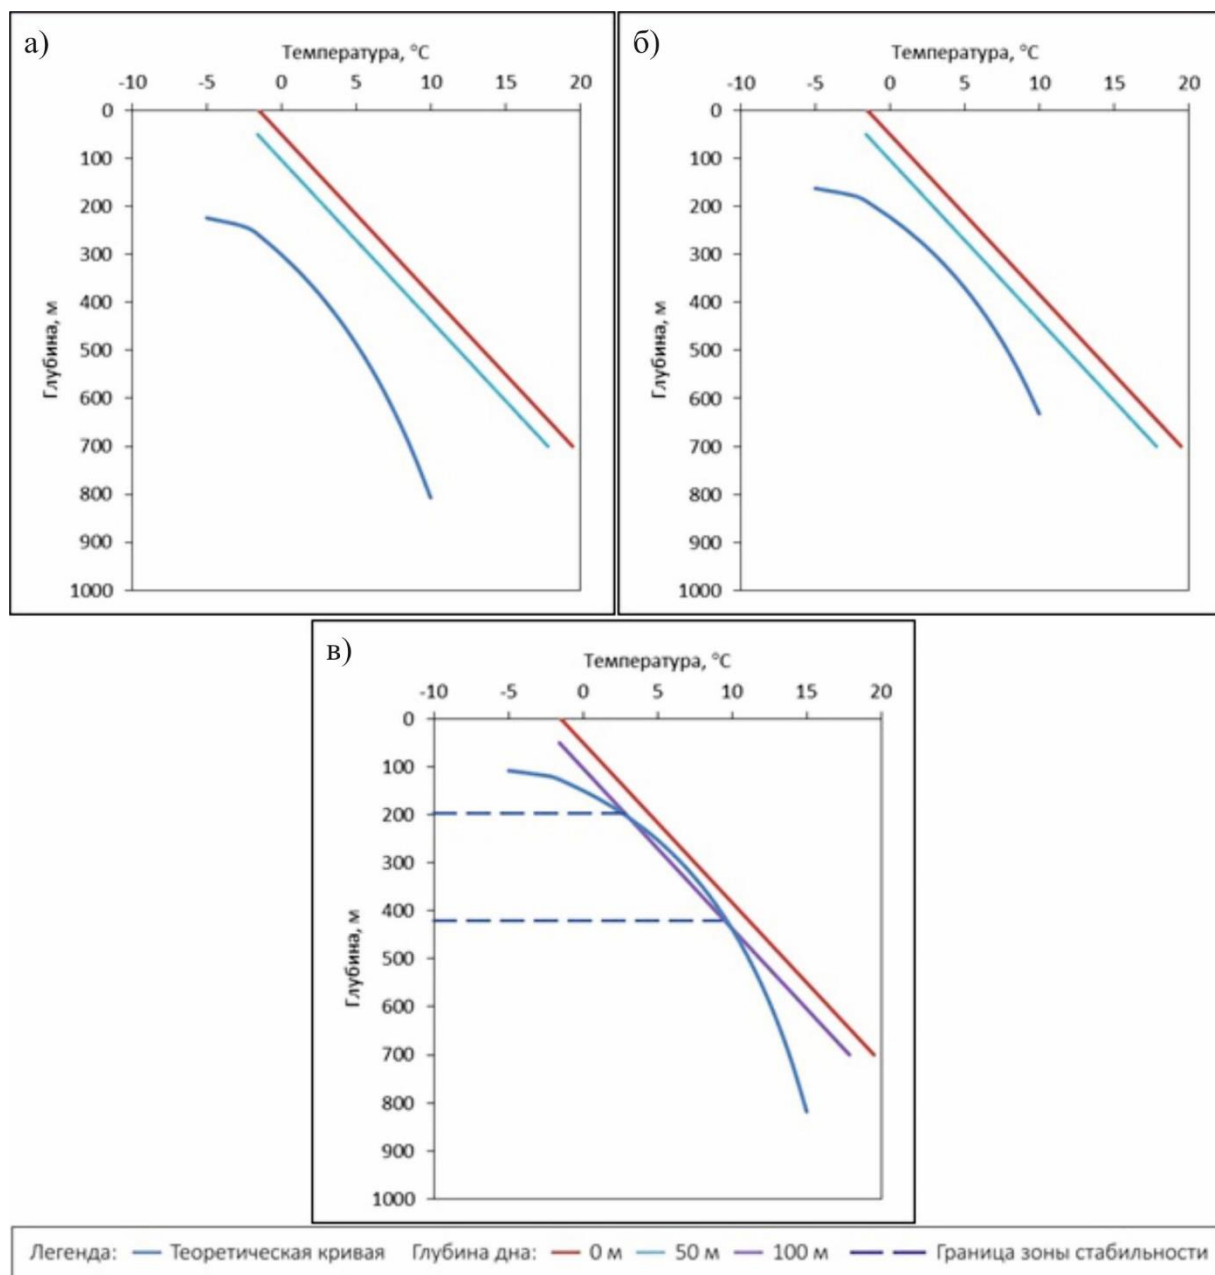 а)
Температура, °C
-10 -5 0 5 10 15 20
0
100
200
300
400
500
600
700
800
900
1000
Глубина, м
б)
Температура, °C
-10 -5 0 5 10 15 20
0
100
200
300
400
500
600
700
800
900
1000
Глубина, м
в)
Температура, °C
-10 -5 0 5 10 15 20
0
100
200
300
400
500
600
700
800
900
1000
Глубина, м
Легенда: Теоретическая кривая Глубина дна: 0 м 50 м 100 м Граница зоны стабильности